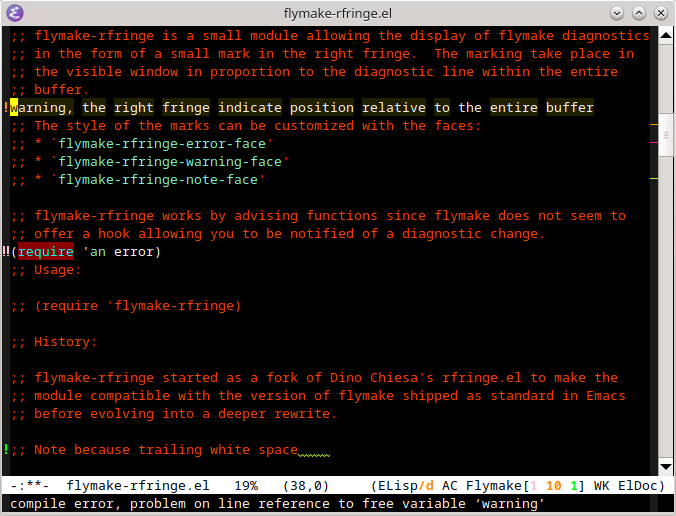 flymake-rfringe.el
;; flymake-rfringe is a small module allowing the display of flymake diagnostics
;; in the form of a small mark in the right fringe.  The marking take place in
;; the visible window in proportion to the diagnostic line within the entire
;; buffer.
!warning, the right fringe indicate position relative to the entire buffer
;; The style of the marks can be customized with the faces:
;; * `flymake-rfringe-error-face'
;; * `flymake-rfringe-warning-face'
;; * `flymake-rfringe-note-face'
;; flymake-rfringe works by advising functions since flymake does not seem to
;; offer a hook allowing you to be notified of a diagnostic change.
‼(require 'an error)
;; Usage:
;; (require 'flymake-rfringe)
;; History:
;; flymake-rfringe started as a fork of Dino Chiesa's rfringe.el to make the
;; module compatible with the version of flymake shipped as standard in Emacs
;; before evolving into a deeper rewrite.
!;; Note because trailing white space
-:**-  flymake-rfringe.el   19%   (38,0)     (ELisp/d AC Flymake[1 10 1] WK ElDoc)
compile error, problem on line reference to free variable ‘warning’